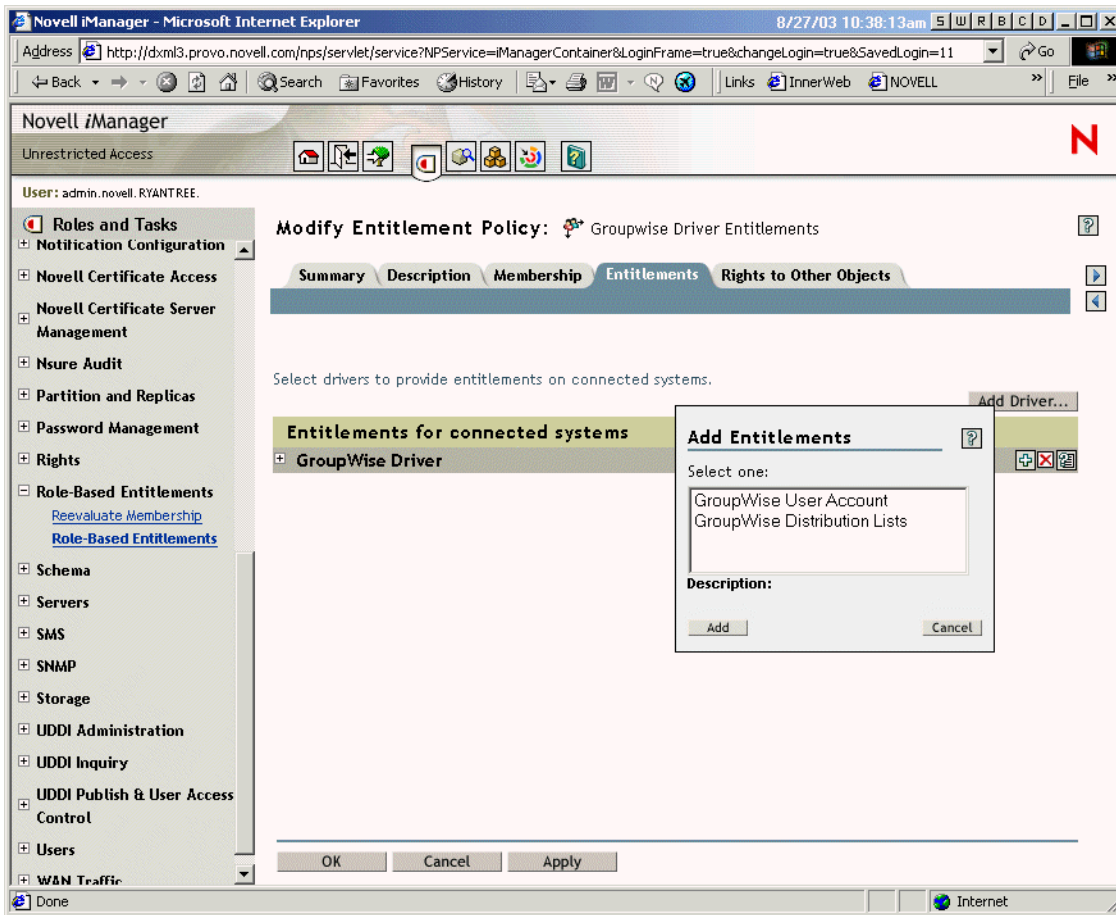 Novell iManager - Microsoft Internet Explorer 8/27/03 10:38:13am S W R B C D
Address http://dxml3.provo.novell.com/nps/servlet/service?NPService=iManagerContainer&LoginFrame=true&changeLogin=true&SavedLogin=11 Go
Back Search Favorites History Links InnerWeb NOVELL » File »
Novell iManager
Unrestricted Access
N
User: admin.novell.RYANTREE.
Roles and Tasks
Notification Configuration
Novell Certificate Access
Novell Certificate Server
Management
Nsure Audit
Partition and Replicas
Password Management
Rights
Role-Based Entitlements
Reevaluate Membership
Role-Based Entitlements
Schema
Servers
SMS
SNMP
Storage
UDDI Administration
UDDI Inquiry
UDDI Publish & User Access
Control
Users
WAN Traffic
Modify Entitlement Policy: Groupwise Driver Entitlements
Summary Description Membership Entitlements Rights to Other Objects
Select drivers to provide entitlements on connected systems.
Add Driver...
Entitlements for connected systems
GroupWise Driver
Add Entitlements
Select one:
GroupWise User Account
GroupWise Distribution Lists
Description:
Add Cancel
OK Cancel Apply
Done Internet